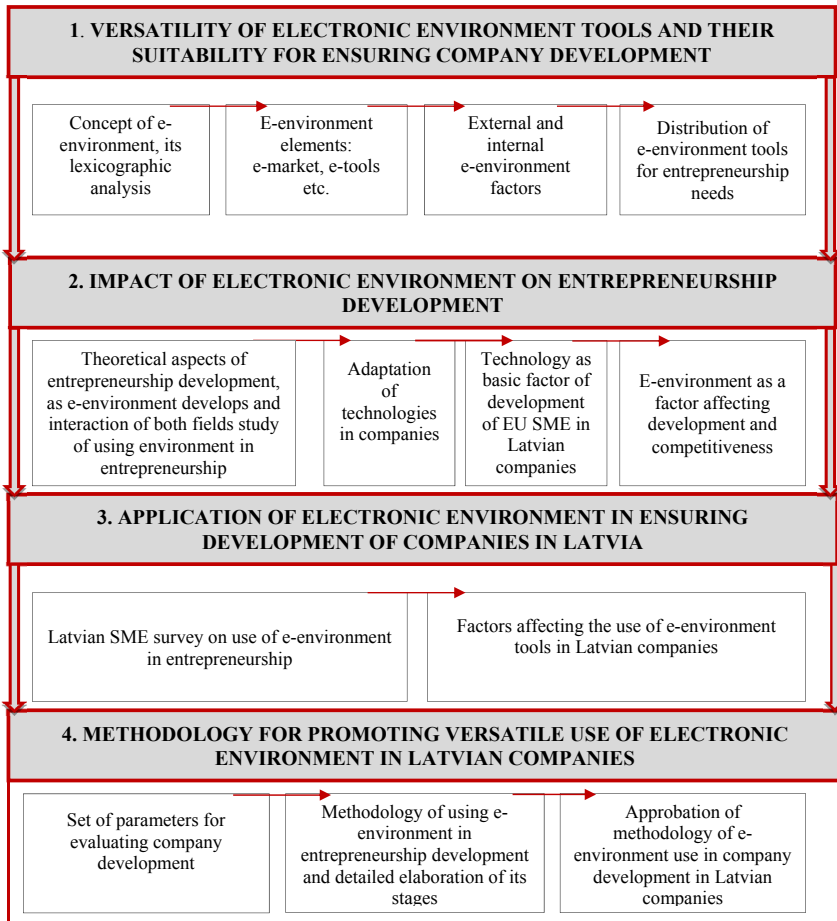 1. VERSATILITY OF ELECTRONIC ENVIRONMENT TOOLS AND THEIR
SUITABILITY FOR ENSURING COMPANY DEVELOPMENT
Concept of e-
environment, its
lexicographic
analysis
E-environment
elements:
e-market, e-tools
etc.
External and
internal
e-environment
factors
Distribution of
e-environment tools
for entrepreneurship
needs
2. IMPACT OF ELECTRONIC ENVIRONMENT ON ENTREPRENEURSHIP
DEVELOPMENT
Theoretical aspects of
entrepreneurship development,
as e-environment develops and
interaction of both fields study
of using environment in
entrepreneurship
Adaptation
of
technologies
in companies
Technology as
basic factor of
development
of EU SME in
Latvian
companies
E-environment as a
factor affecting
development and
competitiveness
3. APPLICATION OF ELECTRONIC ENVIRONMENT IN ENSURING
DEVELOPMENT OF COMPANIES IN LATVIA
Latvian SME survey on use of e-environment
in entrepreneurship
Factors affecting the use of e-environment
tools in Latvian companies
4. METHODOLOGY FOR PROMOTING VERSATILE USE OF ELECTRONIC
ENVIRONMENT IN LATVIAN COMPANIES
Set of parameters for
evaluating company
development
Methodology of using e-
environment in
entrepreneurship development
and detailed elaboration of its
stages
Approbation of
methodology of e-
environment use in company
development in Latvian
companies